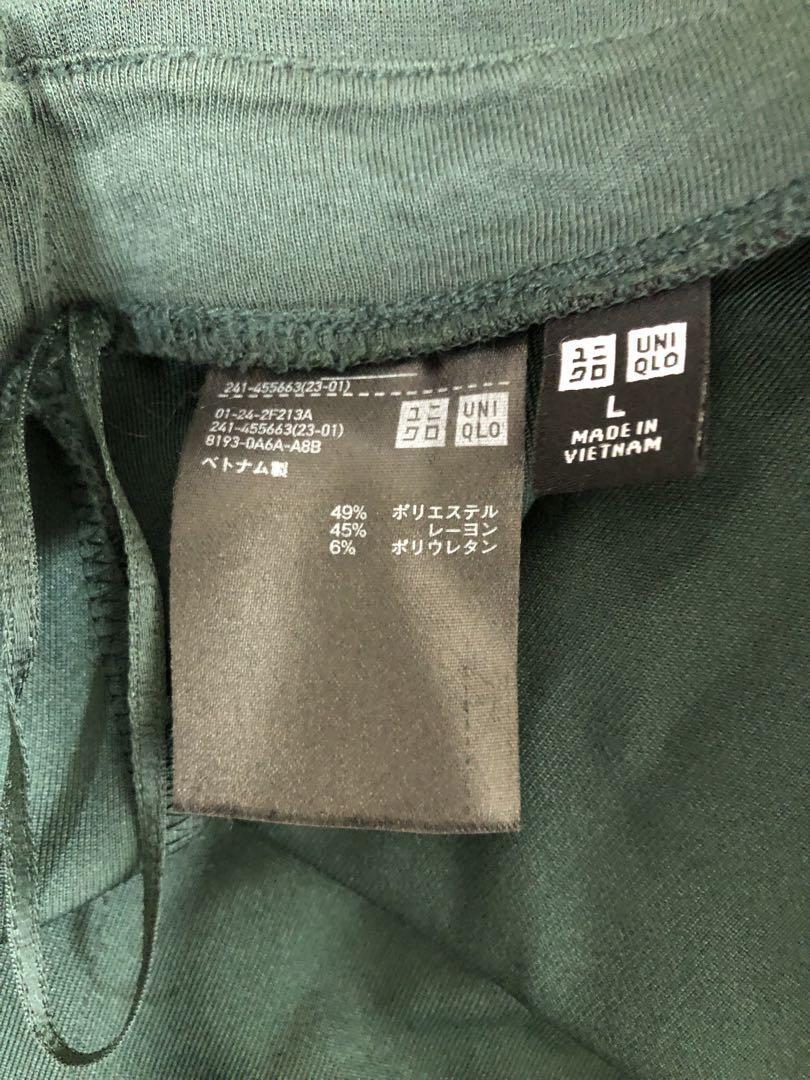 241-455663(23-01)
01-24-2F213A
241-455663(23-01)
8193-0A6A-A8B
ベトナム製
ユニ
クロ
UNI
QLO
49% ポリエステル
45% レーヨン
6% ポリウレタン
ユニ
クロ
UNI
QLO
L
MADE IN
VIETNAM